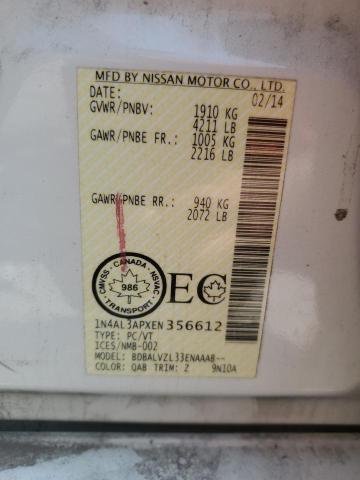 MFD BY NISSAN MOTOR CO., LTD.
DATE: 02/14
GVWR/PNBV: 1910 KG
4211 LB
GAWR/PNBE FR.: 1005 KG
2216 LB
GAWR/PNBE RR.: 940 KG
2072 LB
CANADA
CMVSS - NSVAC
986
TRANSPORT
EC
1N4AL3APXEN356612
TYPE: PC/VT
ICES/NMB-002
MODEL: BDBALVZL33ENAAAB--
COLOR: QAB TRIM: Z 9N10A